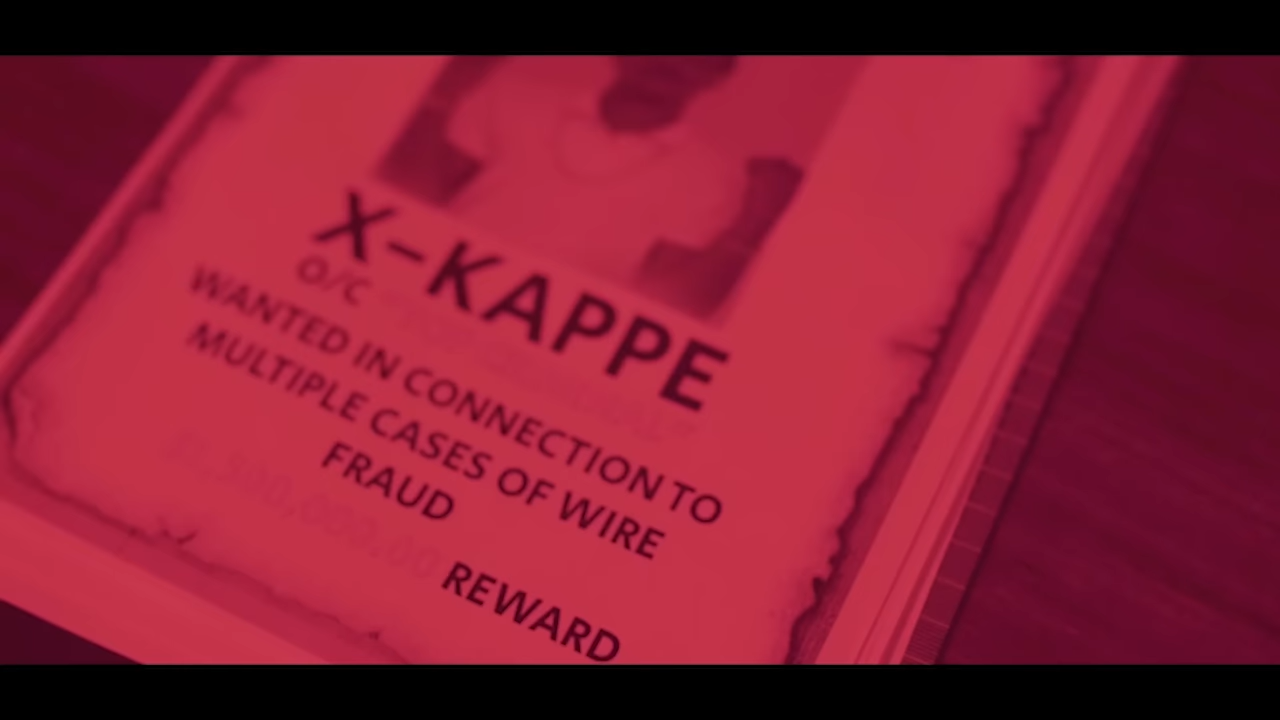 X–KAPPE
O/C
WANTED IN CONNECTION TO
MULTIPLE CASES OF WIRE
FRAUD
REWARD